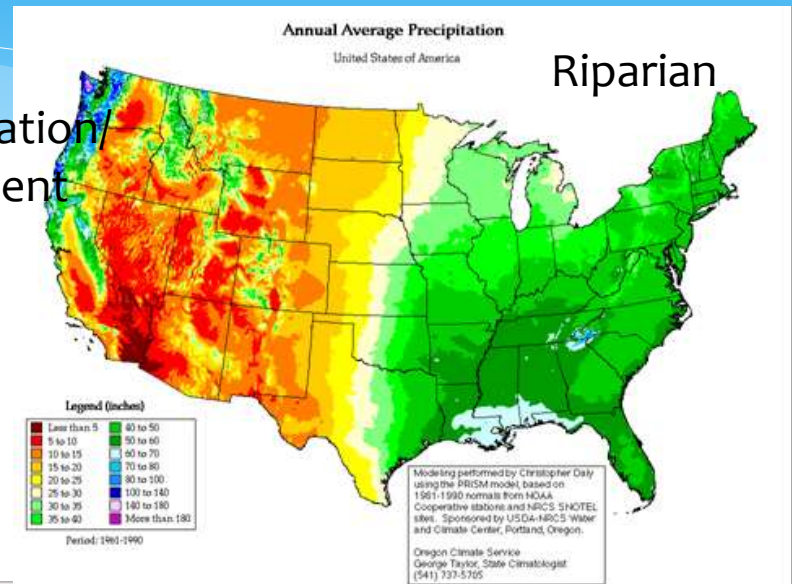 Annual Average Precipitation
United States of America
Riparian
ation/
ent
Legend (inches)
Less than 5
5 to 10
10 to 15
15 to 20
20 to 25
25 to 30
30 to 35
35 to 40
40 to 50
50 to 60
60 to 70
70 to 80
80 to 100
100 to 140
140 to 180
More than 180
Period: 1961-1990
Modeling performed by Christopher Daly
using the PRISM model, based on
1961-1990 normals from NOAA
Cooperative stations and NRCS SNOTEL
sites. Sponsored by USDA-NRCS Water
and Climate Center, Portland, Oregon.
Oregon Climate Service
George Taylor, State Climatologist
(541) 737-5705